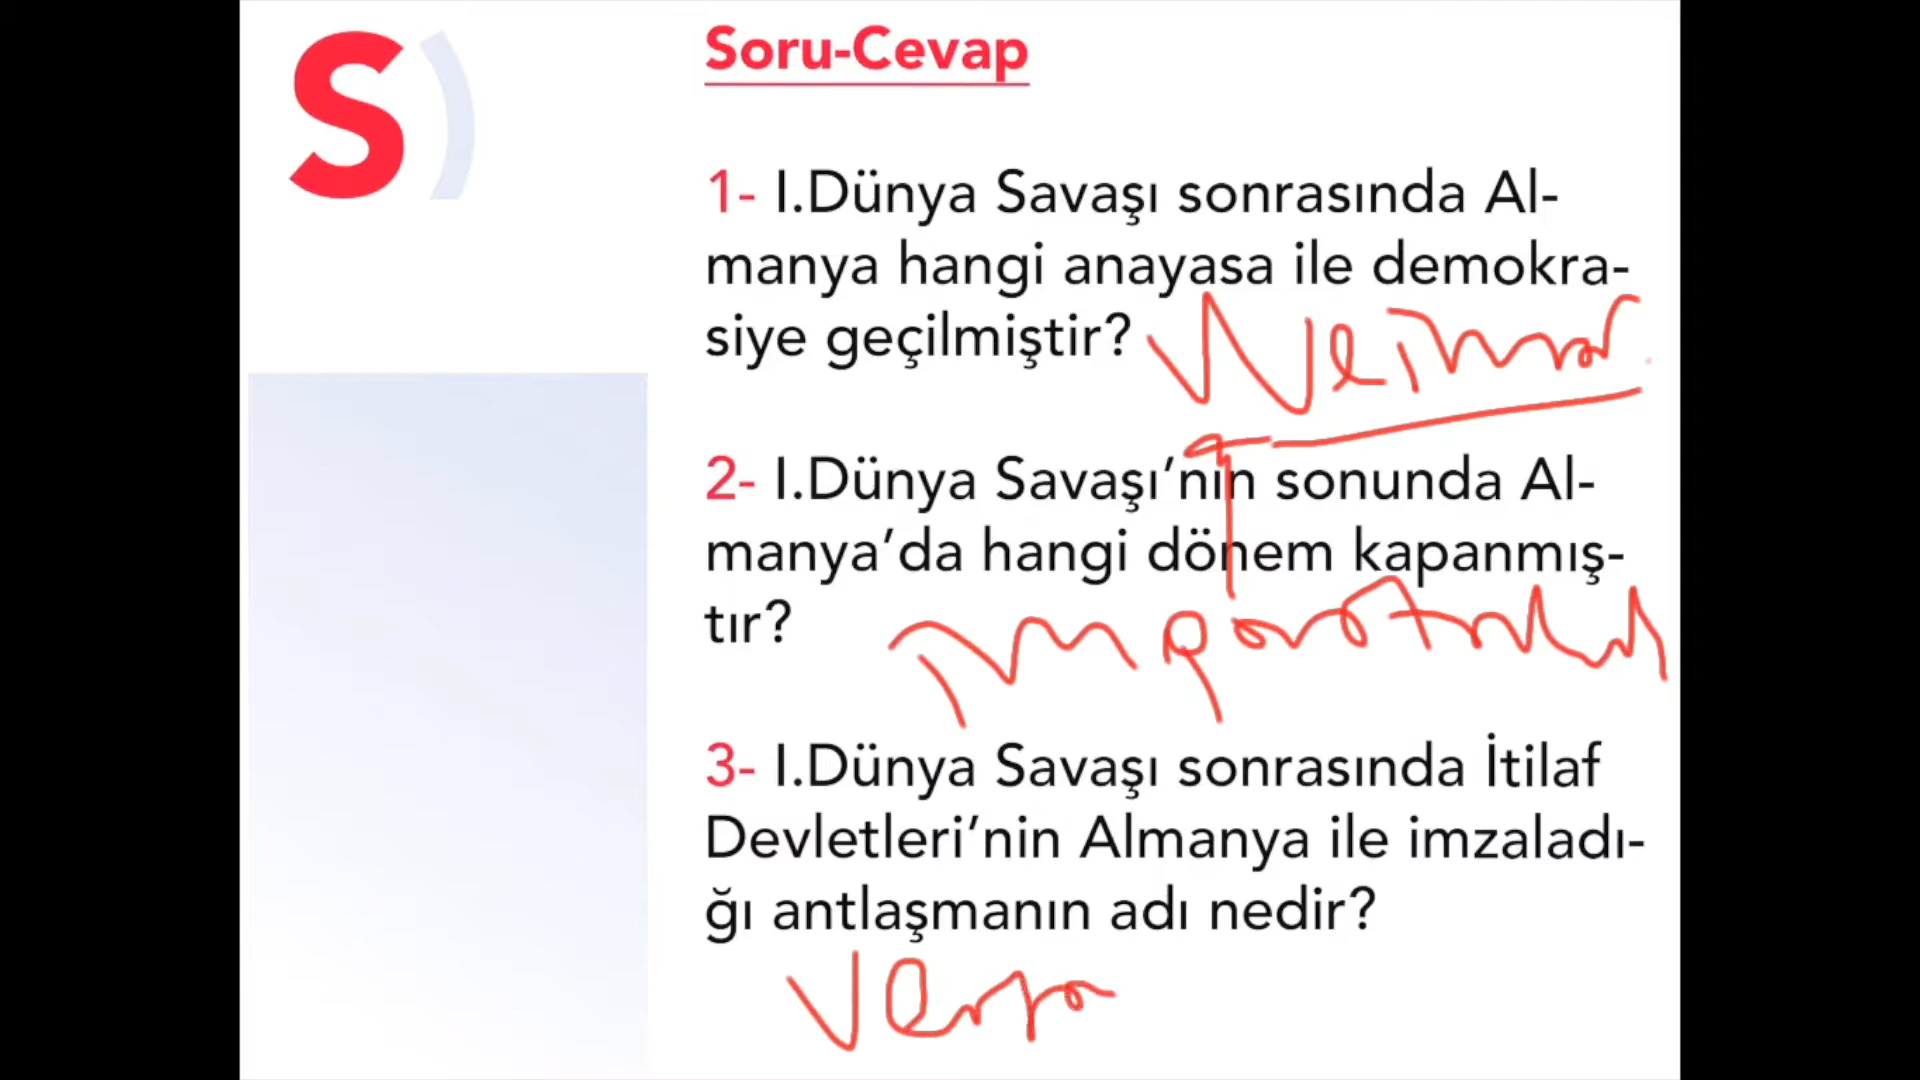 S)
Soru-Cevap
1- I.Dünya Savaşı sonrasında Al-
manya hangi anayasa ile demokra-
siye geçilmiştir? Weimar
2- I.Dünya Savaşı’nın sonunda Al-
manya’da hangi dönem kapanmış-
tır?
3- I.Dünya Savaşı sonrasında İtilaf
Devletleri’nin Almanya ile imzaladı-
ğı antlaşmanın adı nedir?
Versa